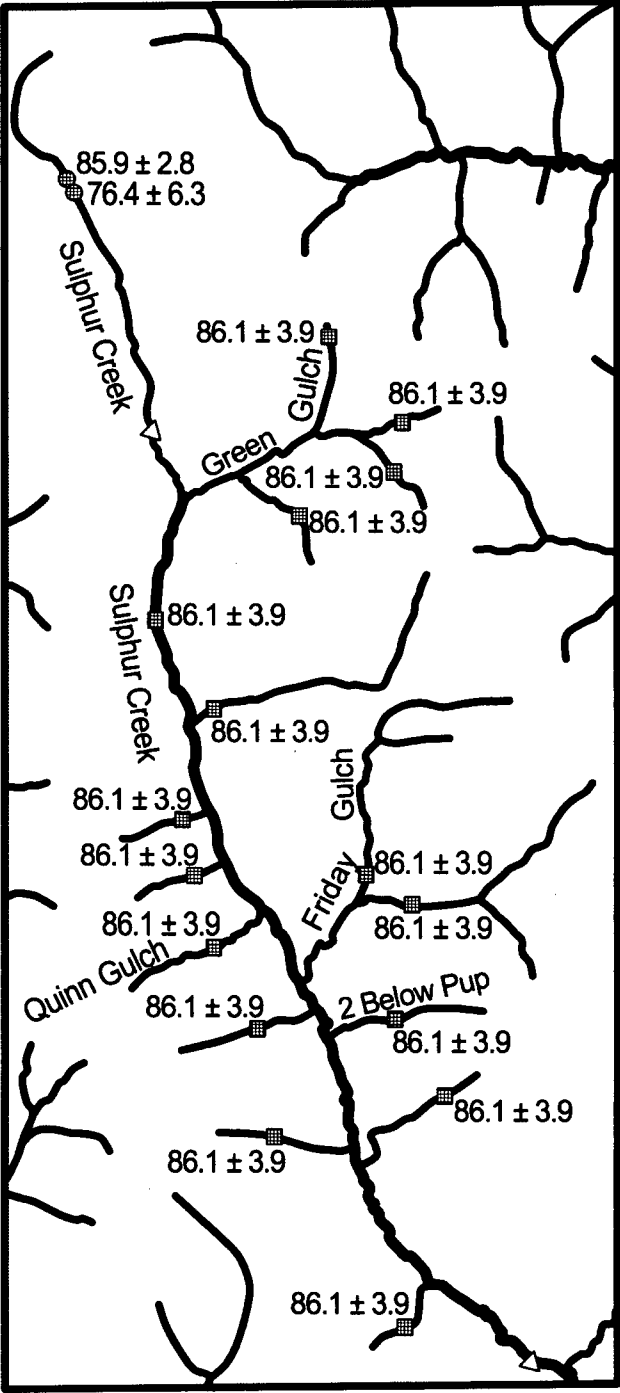 85.9 ± 2.8
76.4 ± 6.3
Sulphur Creek
86.1 ± 3.9
Gulch
86.1 ± 3.9
Green
86.1 ± 3.9
86.1 ± 3.9
Sulphur Creek
86.1 ± 3.9
86.1 ± 3.9
Gulch
86.1 ± 3.9
86.1 ± 3.9
86.1 ± 3.9
Friday
86.1 ± 3.9
86.1 ± 3.9
Quinn Gulch
2 Below Pup
86.1 ± 3.9
86.1 ± 3.9
86.1 ± 3.9
86.1 ± 3.9
86.1 ± 3.9